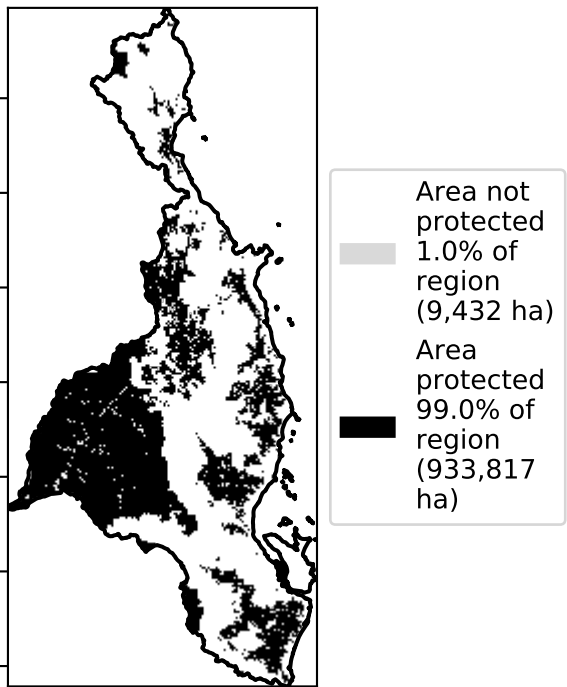 Area not
protected
1.0% of
region
(9,432 ha)
Area
protected
99.0% of
region
(933,817
ha)